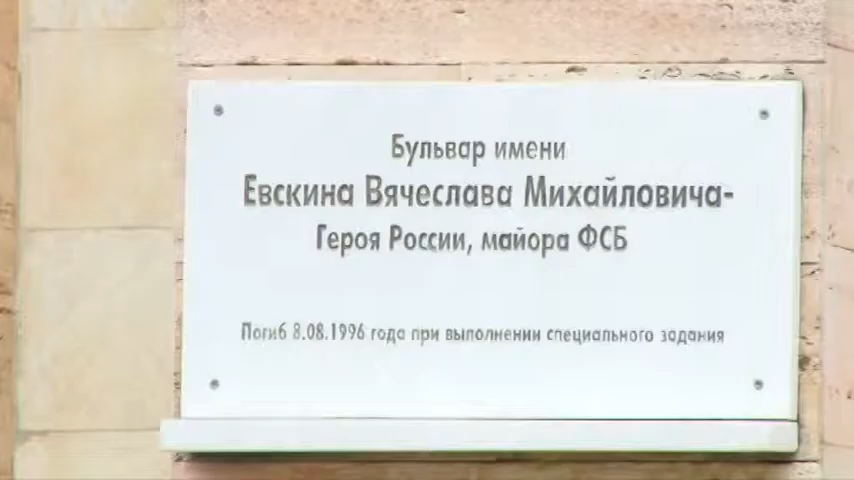 Бульвар имени
Евскина Вячеслава Михайловича-
Героя России, майора ФСБ
Погиб 8.08.1996 года при выполнении специального задания